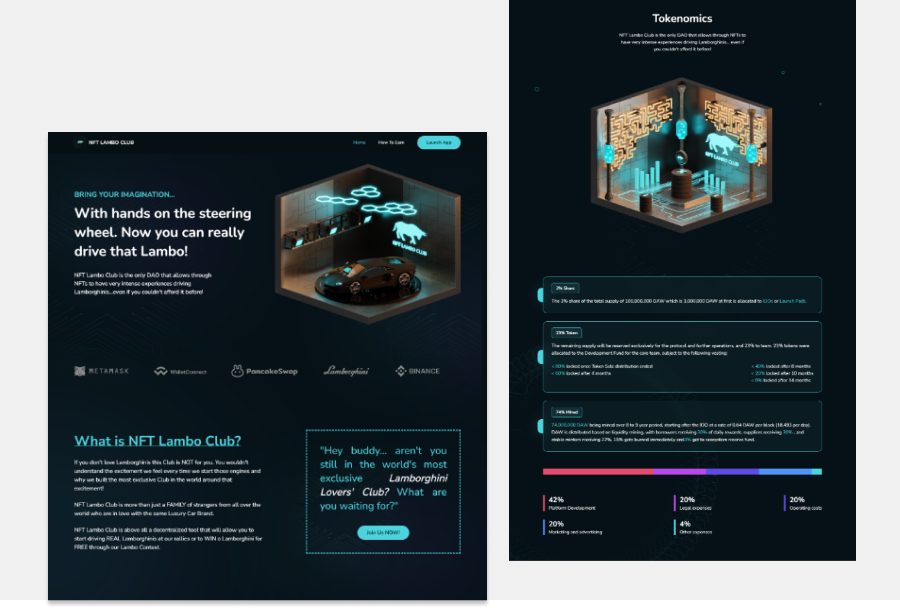 NFT LAMBO CLUB
Home
How To Earn
Launch App
BRING YOUR IMAGINATION...
With hands on the steering
wheel. Now you can really
drive that Lambo!
NFT Lambo Club is the only DAO that allows through
NFTs to have very intense experiences driving
Lamborghinis...even if you couldn't afford it before!
NFT LAMBO CLUB
METAMASK
WalletConnect
PancakeSwap
Lamborghini
BINANCE
What is NFT Lambo Club?
If you don't love Lamborghinis this Club is NOT for you. You wouldn't
understand the excitement we feel every time we start those engines and
why we built the most exclusive Club in the world around that
excitement!
NFT Lambo Club is more than just a FAMILY of strangers from all over the
world who are in love with the same Luxury Car Brand.
NFT Lambo Club is above all a decentralized tool that will allow you to
start driving REAL Lamborghinis at our rallies or to WIN a Lamborghini for
FREE through our Lambo Contest.
"Hey buddy... aren't you
still in the world's most
exclusive Lamborghini
Lovers' Club? What are
you waiting for?"
Join Us NOW!
Tokenomics
NFT Lambo Club is the only DAO that allows through NFTs to
have very intense experiences driving Lamborghinis... even if
you couldn't afford it before!
NFT LAMBO CLUB
3% Share
The 3% share of the total supply of 100,000,000 DAW which is 3,000,000 DAW at first is allocated to IDOs or Launch Pads.
23% Token
The remaining supply will be reserved exclusively for the protocol and further operations, and 23% to team. 23% tokens were
allocated to the Development Fund for the core team, subject to the following vesting:
80% locked once Token Sale distribution ended
60% locked after 4 months
40% locked after 8 months
20% locked after 10 months
0% locked after 14 months
74% Mined
74,000,000 DAW being mined over 0 to 9 year period, starting after the IDO at a rate of 0.64 DAW per block
DAW is distributed based on liquidity mining, with borrowers receiving
of daily rewards, suppliers receiving
, and
stable minters receiving
get burned immediately and
get to ecosystem reserve fund.
42%
Platform Development
20%
Legal expenses
20%
Operating costs
20%
Marketing and advertising
4%
Other expenses